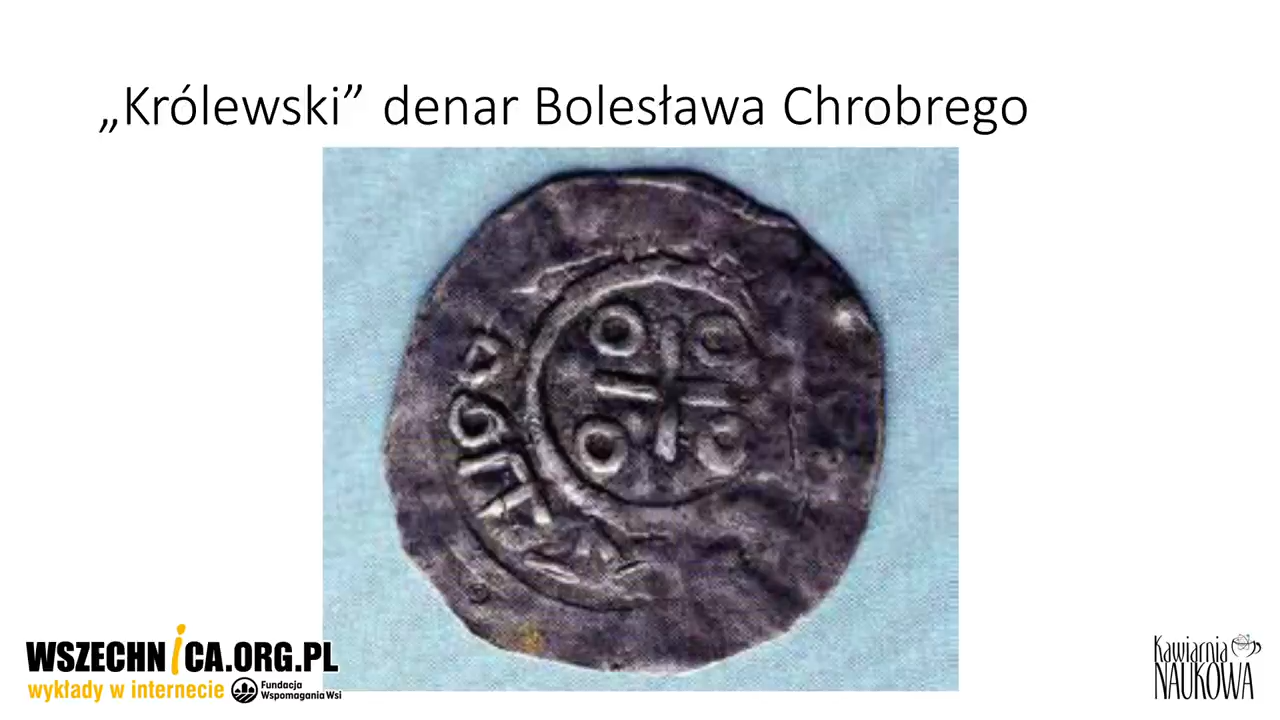 „Królewski” denar Bolesława Chrobrego
WSZECHNiCA.ORG.PL
wykłady w internecie
Fundacja
Wspomagania Wsi
Kawiarnia
NAUKOWA